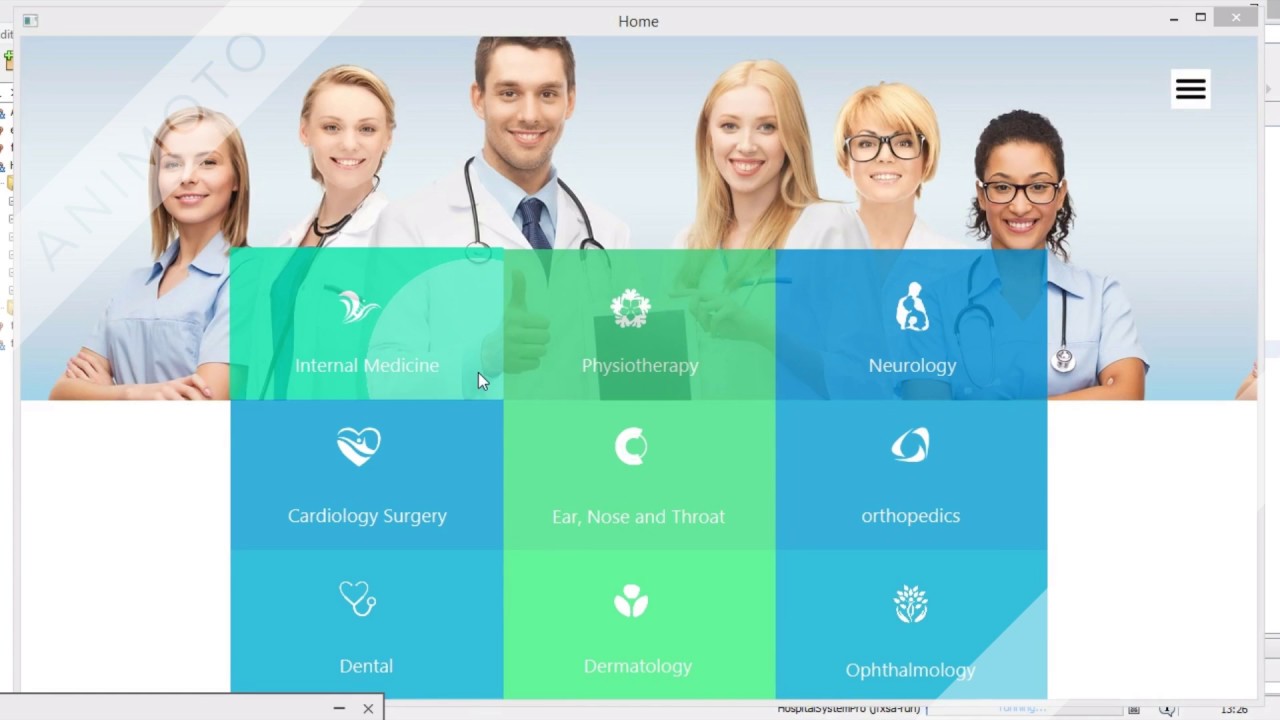 Home
dit
ANIMOTO
Internal Medicine
Physiotherapy
Neurology
Cardiology Surgery
Ear, Nose and Throat
orthopedics
Dental
Dermatology
Ophthalmology
HospitalSystemPro (jfxsa-run)
running...
13:26